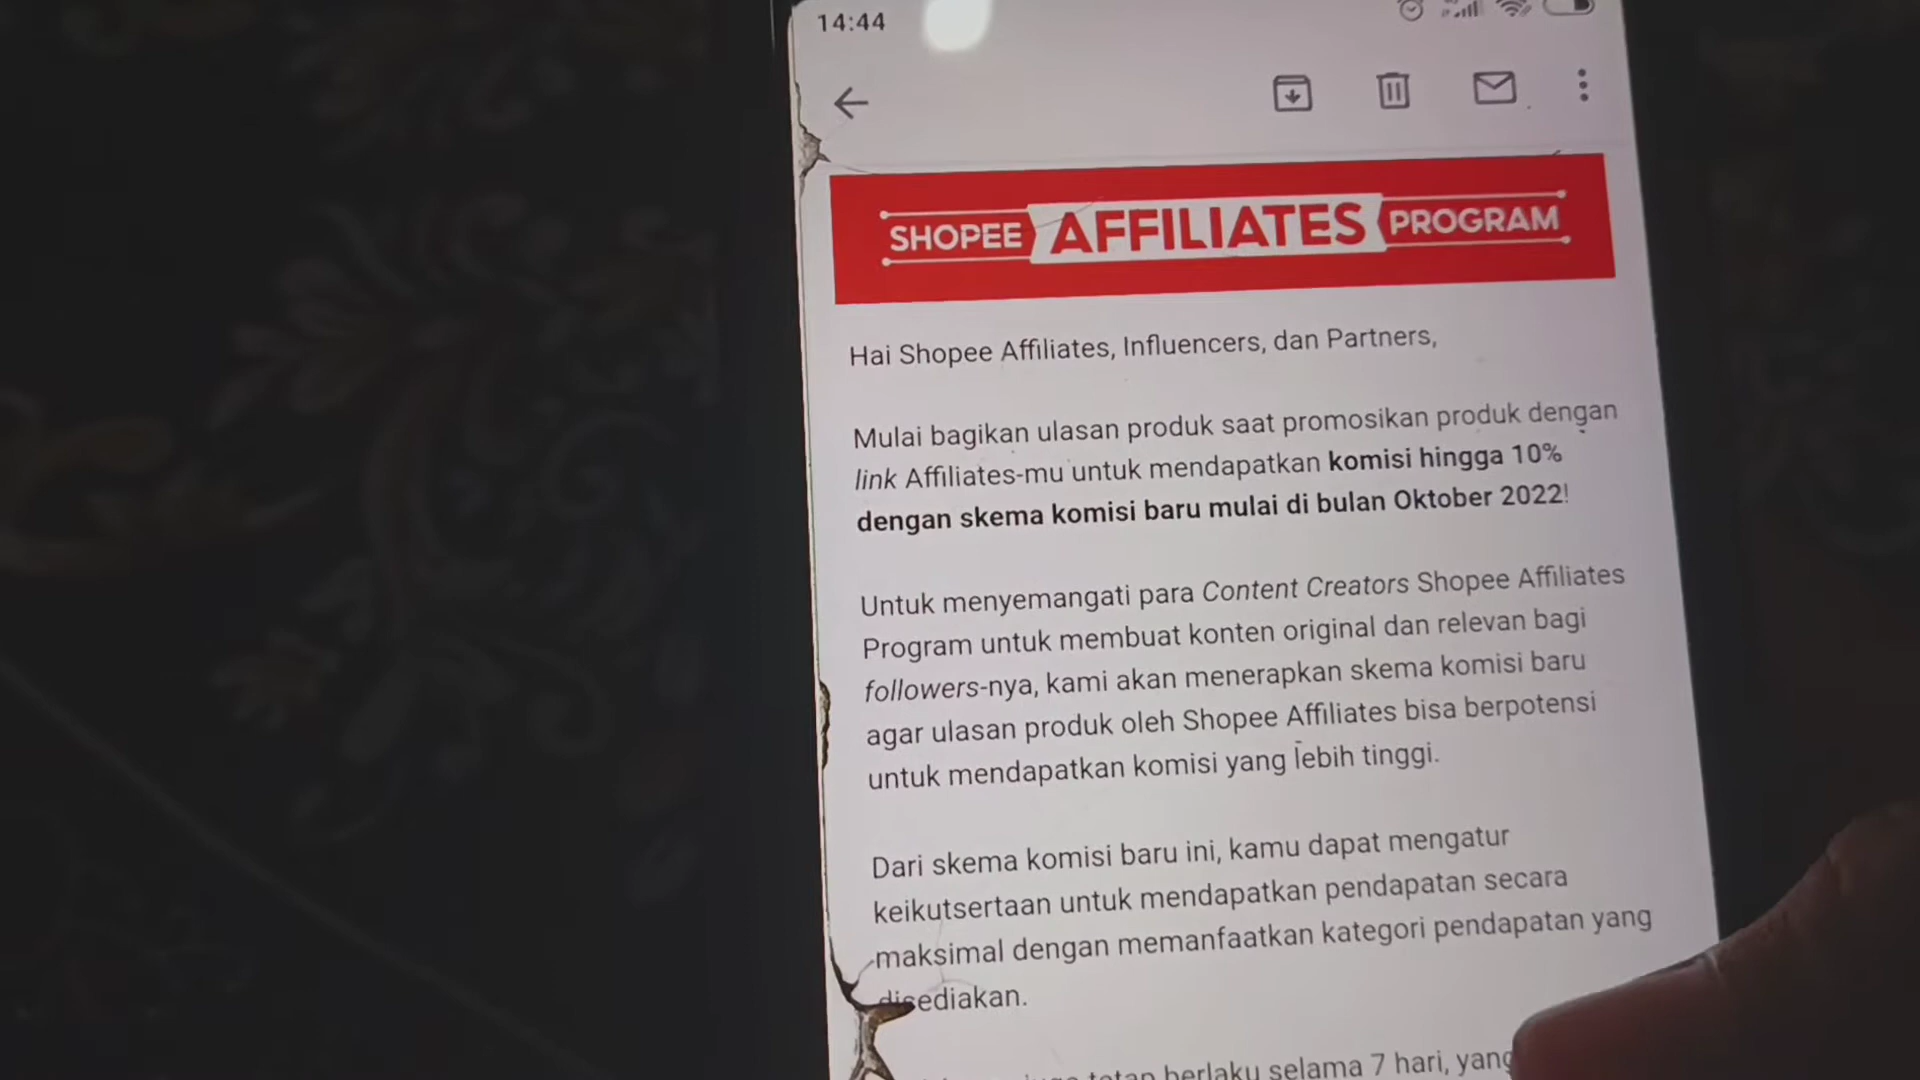 14:44
SHOPEE AFFILIATES PROGRAM
Hai Shopee Affiliates, Influencers, dan Partners,
Mulai bagikan ulasan produk saat promosikan produk dengan
link Affiliates-mu untuk mendapatkan komisi hingga 10%
dengan skema komisi baru mulai di bulan Oktober 2022!
Untuk menyemangati para Content Creators Shopee Affiliates
Program untuk membuat konten original dan relevan bagi
followers-nya, kami akan menerapkan skema komisi baru
agar ulasan produk oleh Shopee Affiliates bisa berpotensi
untuk mendapatkan komisi yang lebih tinggi.
Dari skema komisi baru ini, kamu dapat mengatur
keikutsertaan untuk mendapatkan pendapatan secara
maksimal dengan memanfaatkan kategori pendapatan yang
disediakan.
tetap berlaku selama 7 hari, yang